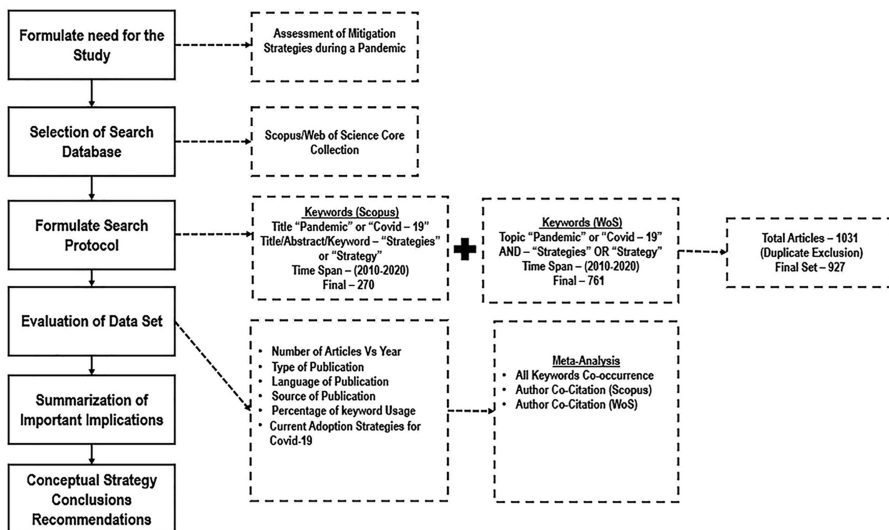 Formulate need for the
Study
Assessment of Mitigation
Strategies during a Pandemic
Selection of Search
Database
Scopus/Web of Science Core
Collection
Formulate Search
Protocol
Keywords (Scopus)
Title “Pandemic” or “Covid – 19”
Title/Abstract/Keyword – “Strategies”
or “Strategy”
Time Span – (2010-2020)
Final – 270
Keywords (WoS)
Topic “Pandemic” or “Covid – 19”
AND – “Strategies” OR “Strategy”
Time Span – (2010-2020)
Final – 761
Total Articles – 1031
(Duplicate Exclusion)
Final Set – 927
Evaluation of Data Set
• Number of Articles Vs Year
• Type of Publication
• Language of Publication
• Source of Publication
• Percentage of keyword Usage
• Current Adoption Strategies for
Covid-19
Meta-Analysis
• All Keywords Co-occurrence
• Author Co-Citation (Scopus)
• Author Co-Citation (WoS)
Summarization of
Important Implications
Conceptual Strategy
Conclusions
Recommendations